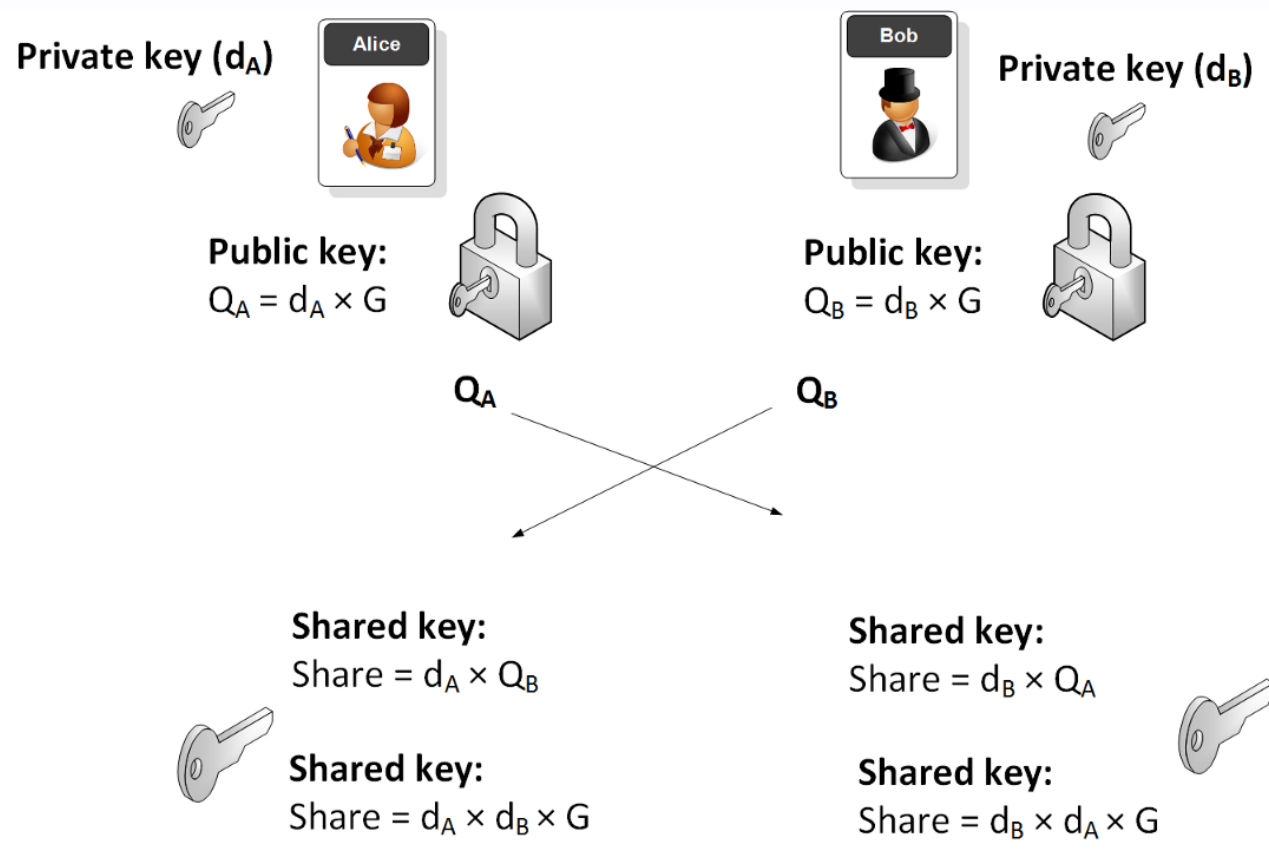 Private key (dA)
Alice
Bob
Private key (dB)
Public key:
QA = dA × G
Public key:
QB = dB × G
QA
QB
Shared key:
Share = dA × QB
Shared key:
Share = dB × QA
Shared key:
Share = dA × dB × G
Shared key:
Share = dB × dA × G